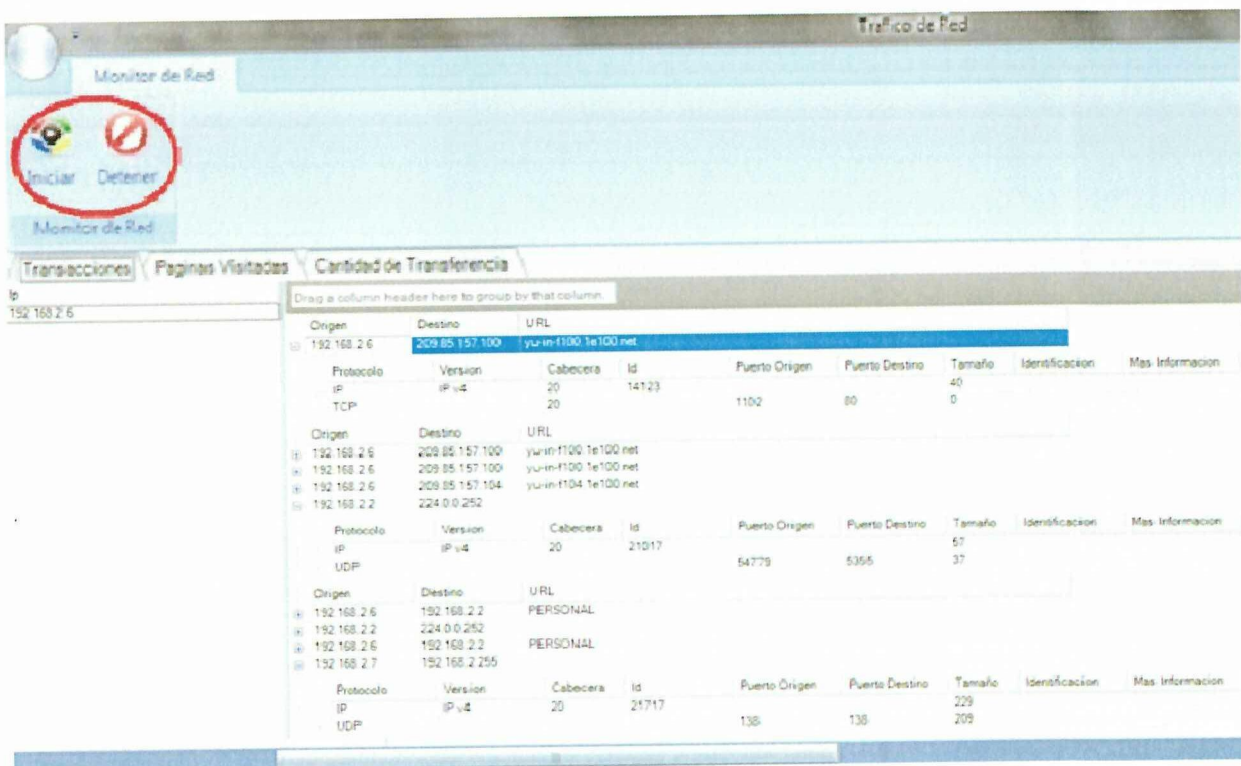 Trafico de Red
Monitor de Red
Iniciar Detener
Monitor de Red
Transacciones Paginas Visitadas Cantidad de Transferencia
Ip
192.168.2.6
Drag a column header here to group by that column.
Origen Destino URL
192.168.2.6 209.85.157.100 yu-in-f100.1e100.net
Protocolo Version Cabecera Id Puerto Origen Puerto Destino Tamaño Identificacion Mas Informacion
IP IP v4 20 14123 40
TCP 20 1102 80 0
Origen Destino URL
192.168.2.6 209.85.157.100 yu-in-f100.1e100.net
192.168.2.6 209.85.157.100 yu-in-f100.1e100.net
192.168.2.6 209.85.157.104 yu-in-f104.1e100.net
192.168.2.2 224.0.0.252
Protocolo Version Cabecera Id Puerto Origen Puerto Destino Tamaño Identificacion Mas Informacion
IP IP v4 20 21017 57
UDP 54779 5355 37
Origen Destino URL
192.168.2.6 192.168.2.2 PERSONAL
192.168.2.2 224.0.0.252
192.168.2.6 192.168.2.2 PERSONAL
192.168.2.7 192.168.2.255
Protocolo Version Cabecera Id Puerto Origen Puerto Destino Tamaño Identificacion Mas Informacion
IP IP v4 20 21717 229
UDP 138 138 209